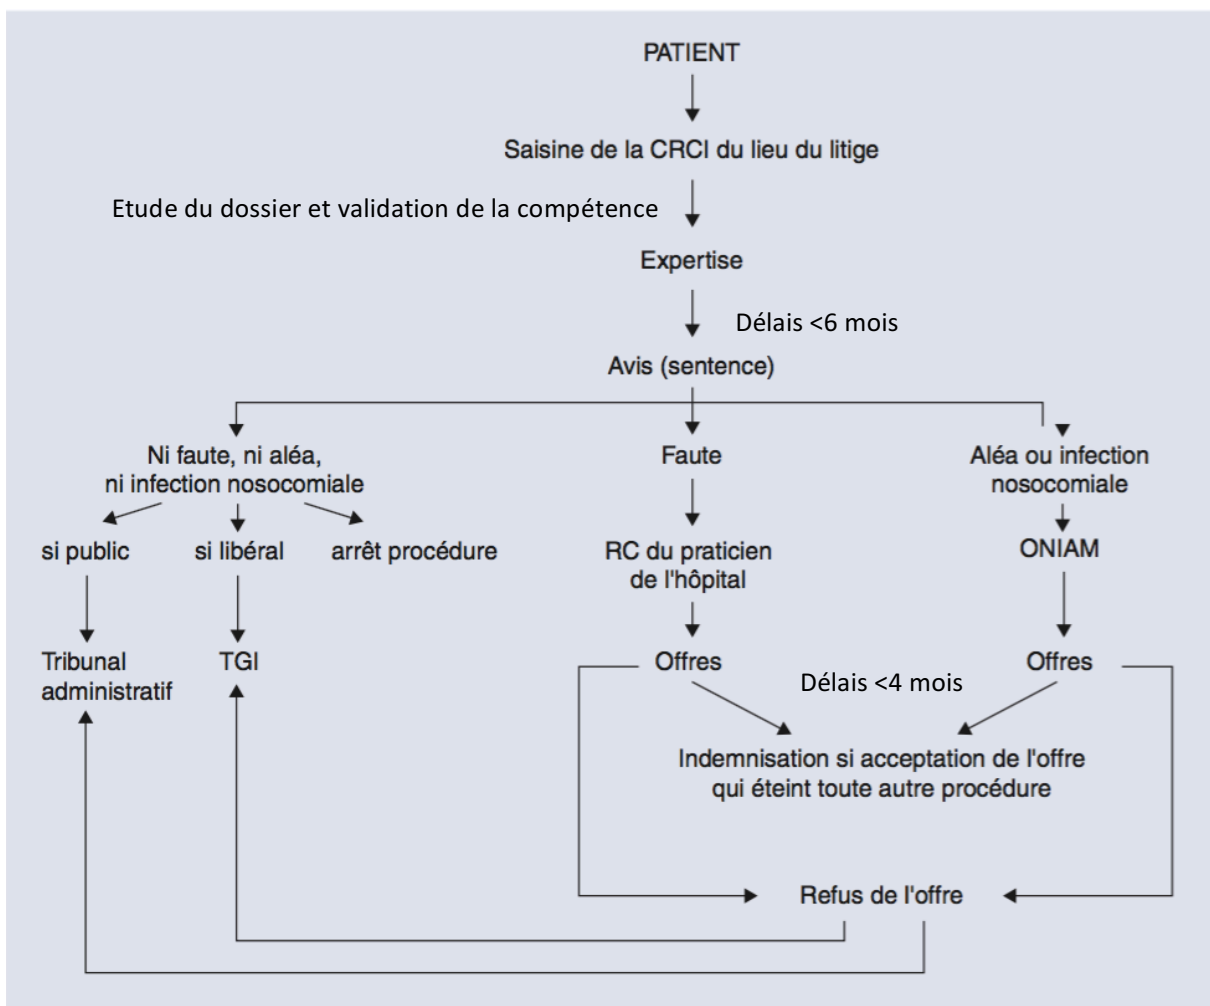 PATIENT
Saisine de la CRCI du lieu du litige
Etude du dossier et validation de la compétence
Expertise
Délais <6 mois
Avis (sentence)
Ni faute, ni aléa,
ni infection nosocomiale
Faute
Aléa ou infection
nosocomiale
si public
si libéral
arrêt procédure
RC du praticien
de l'hôpital
ONIAM
Tribunal
administratif
TGI
Offres
Offres
Délais <4 mois
Indemnisation si acceptation de l'offre
qui éteint toute autre procédure
Refus de l'offre